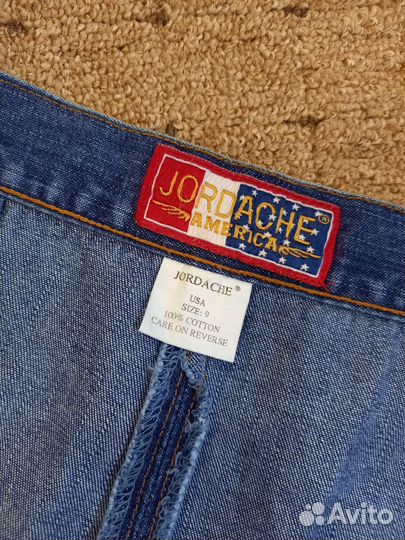 JORDACHE®
AMERICA
JORDACHE®
USA
SIZE: 9
100% COTTON
CARE ON REVERSE
Avito